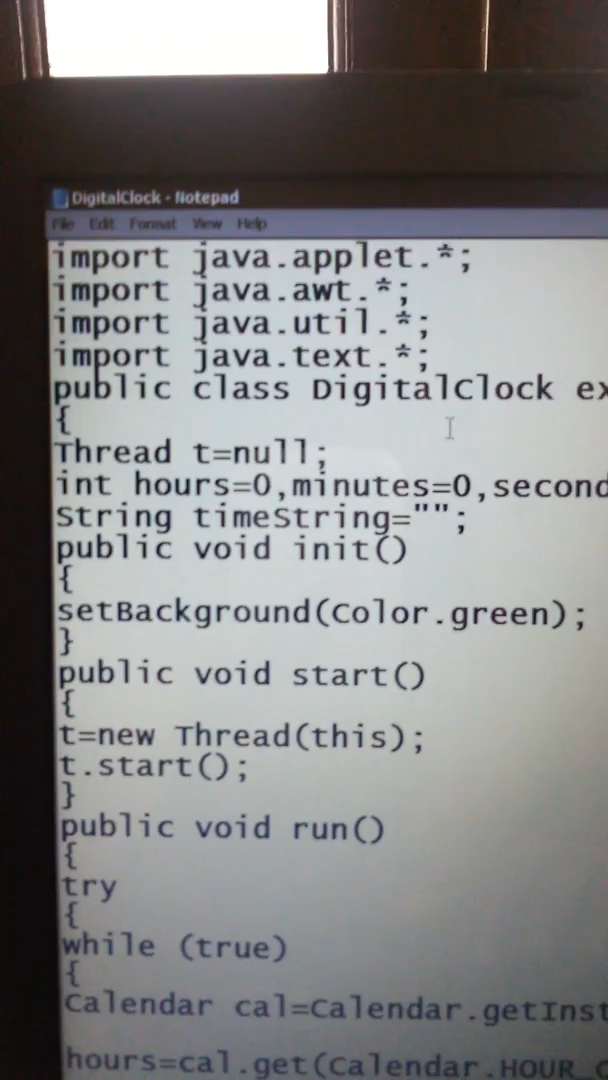 DigitalClock - Notepad
File Edit Format View Help
import java.applet.*;
import java.awt.*;
import java.util.*;
import java.text.*;
public class DigitalClock ex
{
Thread t=null;
int hours=0,minutes=0,second
String timeString="";
public void init()
{
setBackground(Color.green);
}
public void start()
{
t=new Thread(this);
t.start();
}
public void run()
{
try
{
while (true)
{
Calendar cal=Calendar.getInst
hours=cal.get(Calendar.HOUR_O